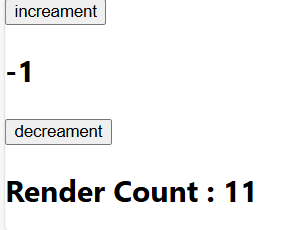 increament
-1
decreament
Render Count : 11